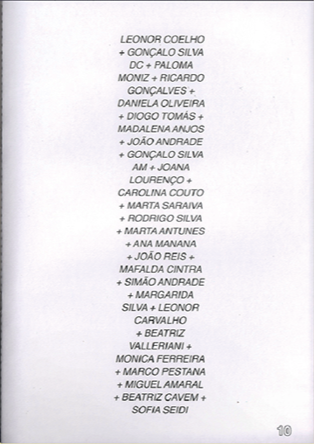 LEONOR COELHO
+ GONÇALO SILVA
DC + PALOMA
MONIZ + RICARDO
GONÇALVES +
DANIELA OLIVEIRA
+ DIOGO TOMÁS +
MADALENA ANJOS
+ JOÃO ANDRADE
+ GONÇALO SILVA
AM + JOANA
LOURENÇO +
CAROLINA COUTO
+ MARTA SARAIVA
+ RODRIGO SILVA
+ MARTA ANTUNES
+ ANA MANANA
+ JOÃO REIS +
MAFALDA CINTRA
+ SIMÃO ANDRADE
+ MARGARIDA
SILVA + LEONOR
CARVALHO
+ BEATRIZ
VALLERIANI +
MONICA FERREIRA
+ MARCO PESTANA
+ MIGUEL AMARAL
+ BEATRIZ CAVEM +
SOFIA SEIDI
10